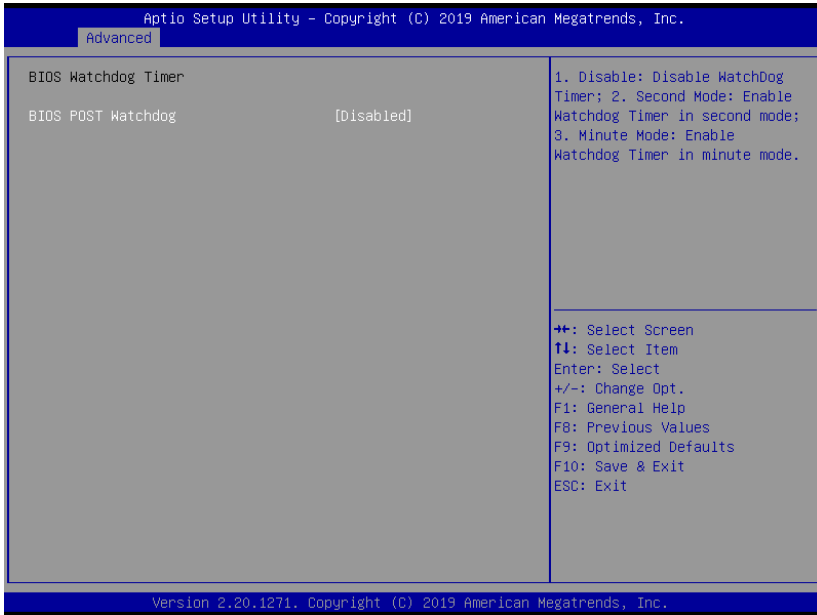 Aptio Setup Utility – Copyright (C) 2019 American Megatrends, Inc.
Advanced
BIOS Watchdog Timer
BIOS POST Watchdog [Disabled]
1. Disable: Disable WatchDog
Timer; 2. Second Mode: Enable
Watchdog Timer in second mode;
3. Minute Mode: Enable
Watchdog Timer in minute mode.
→←: Select Screen
↑↓: Select Item
Enter: Select
+/-: Change Opt.
F1: General Help
F8: Previous Values
F9: Optimized Defaults
F10: Save & Exit
ESC: Exit
Version 2.20.1271. Copyright (C) 2019 American Megatrends, Inc.